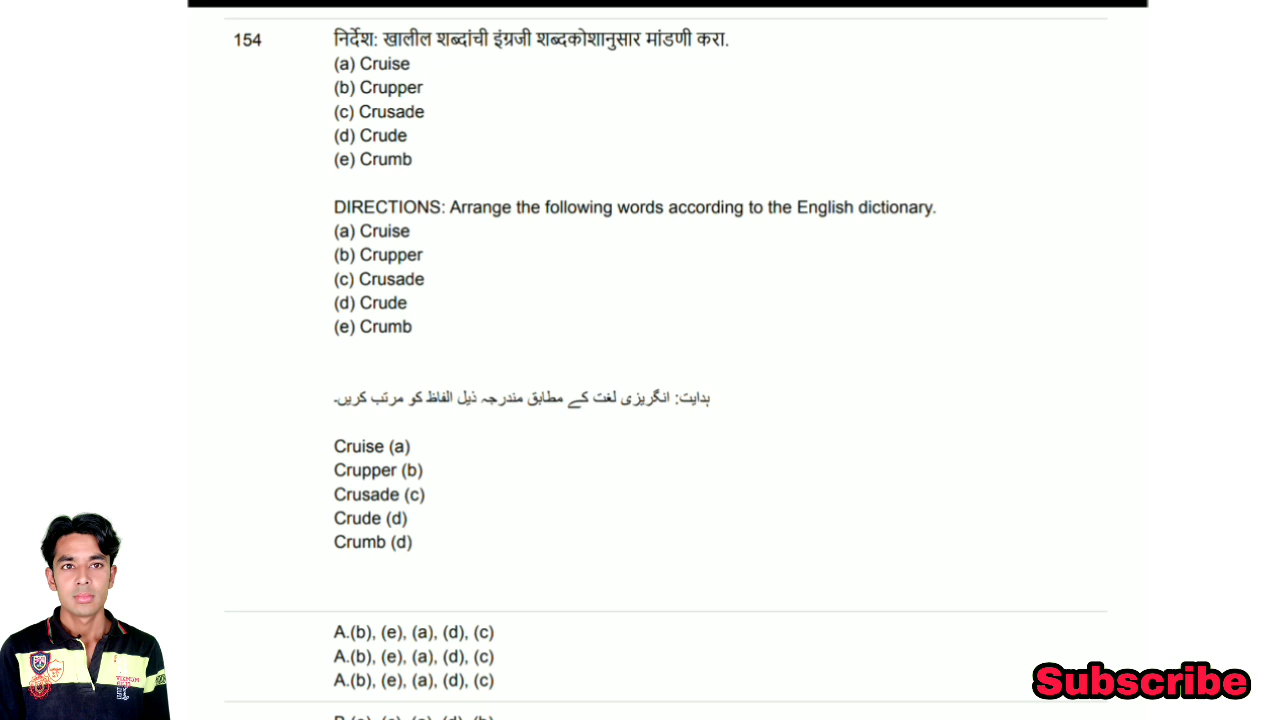 154
निर्देश: खालील शब्दांची इंग्रजी शब्दकोशानुसार मांडणी करा.
(a) Cruise
(b) Crupper
(c) Crusade
(d) Crude
(e) Crumb
DIRECTIONS: Arrange the following words according to the English dictionary.
(a) Cruise
(b) Crupper
(c) Crusade
(d) Crude
(e) Crumb
ہدایت: انگریزی لغت کے مطابق مندرجہ ذیل الفاظ کو مرتب کریں۔
Cruise (a)
Crupper (b)
Crusade (c)
Crude (d)
Crumb (d)
A.(b), (e), (a), (d), (c)
A.(b), (e), (a), (d), (c)
A.(b), (e), (a), (d), (c)
Subscribe